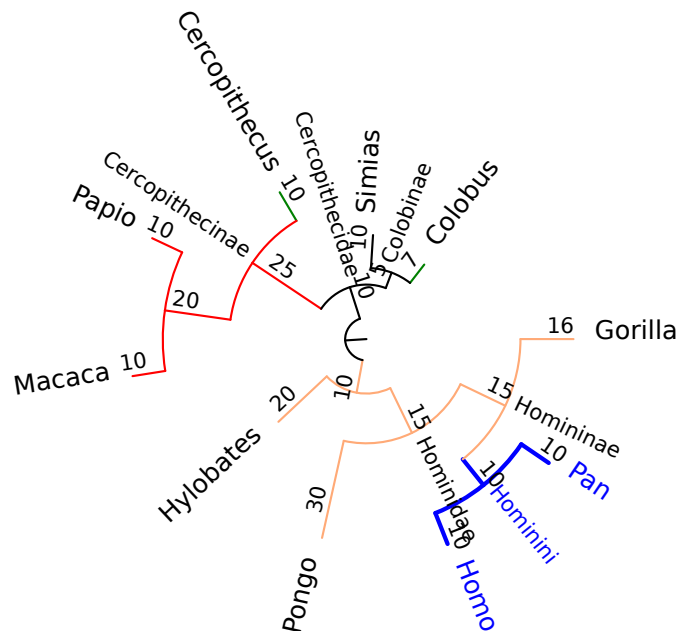 Cercopithecus
10
Cercopithecinae
25
Papio
10
20
Macaca
10
Cercopithecidae
10
Simias
10
Colobinae
5
Colobus
7
Gorilla
16
15
Homininae
Pan
10
10
Hominini
Homo
10
15
Hominidae
10
Hylobates
20
Pongo
30